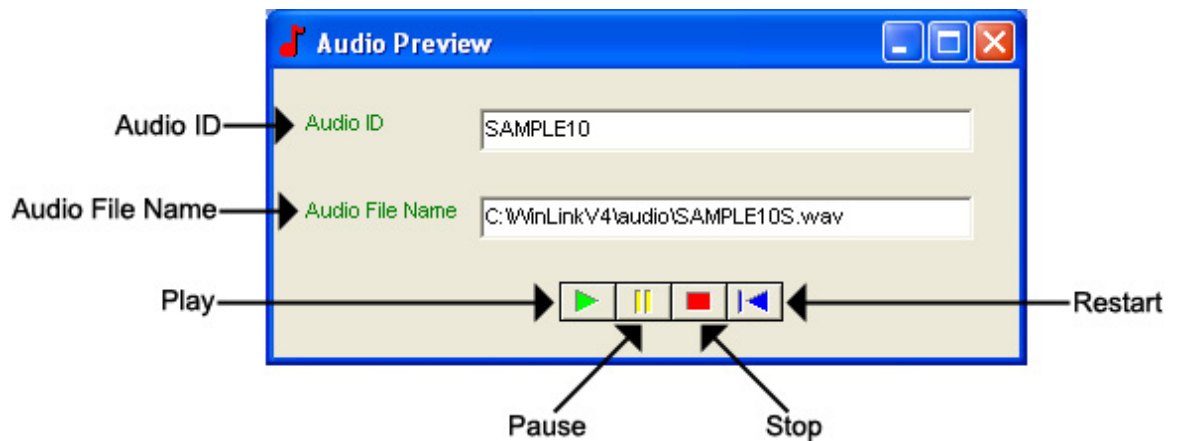 Audio Preview
Audio ID
Audio ID
SAMPLE10
Audio File Name
Audio File Name
C:\WinLinkV4\audio\SAMPLE10S.wav
Play
Restart
Pause
Stop